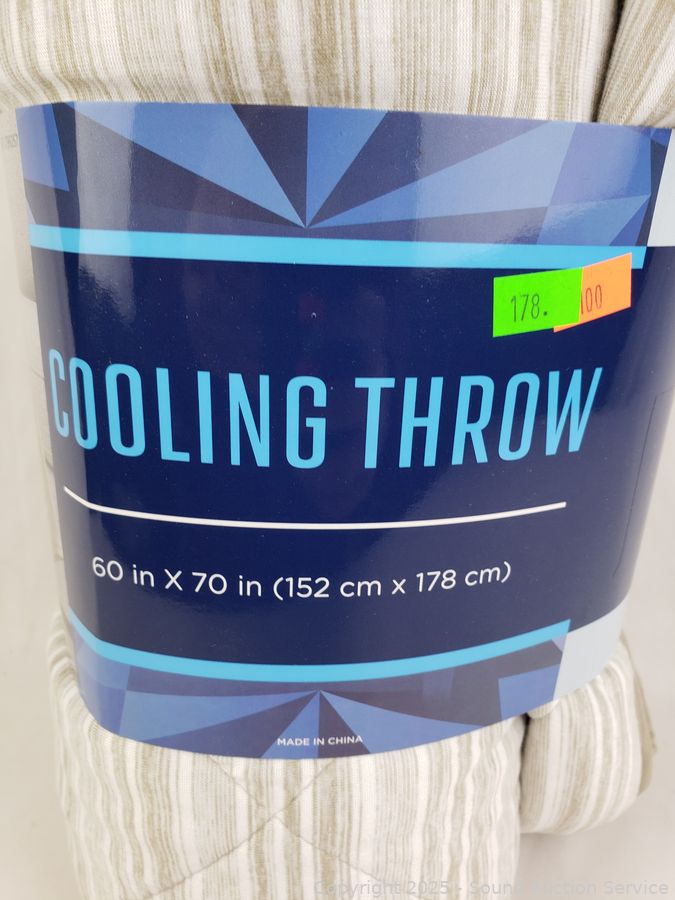 178.
100
COOLING THROW
60 in X 70 in (152 cm x 178 cm)
MADE IN CHINA
Copyright 2025 - Sound Auction Service